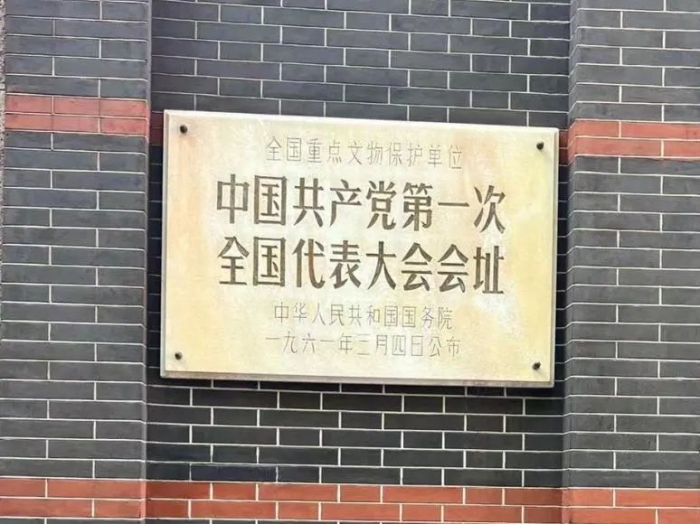 全国重点文物保护单位
中国共产党第一次
全国代表大会会址
中华人民共和国国务院
一九六一年三月四日公布